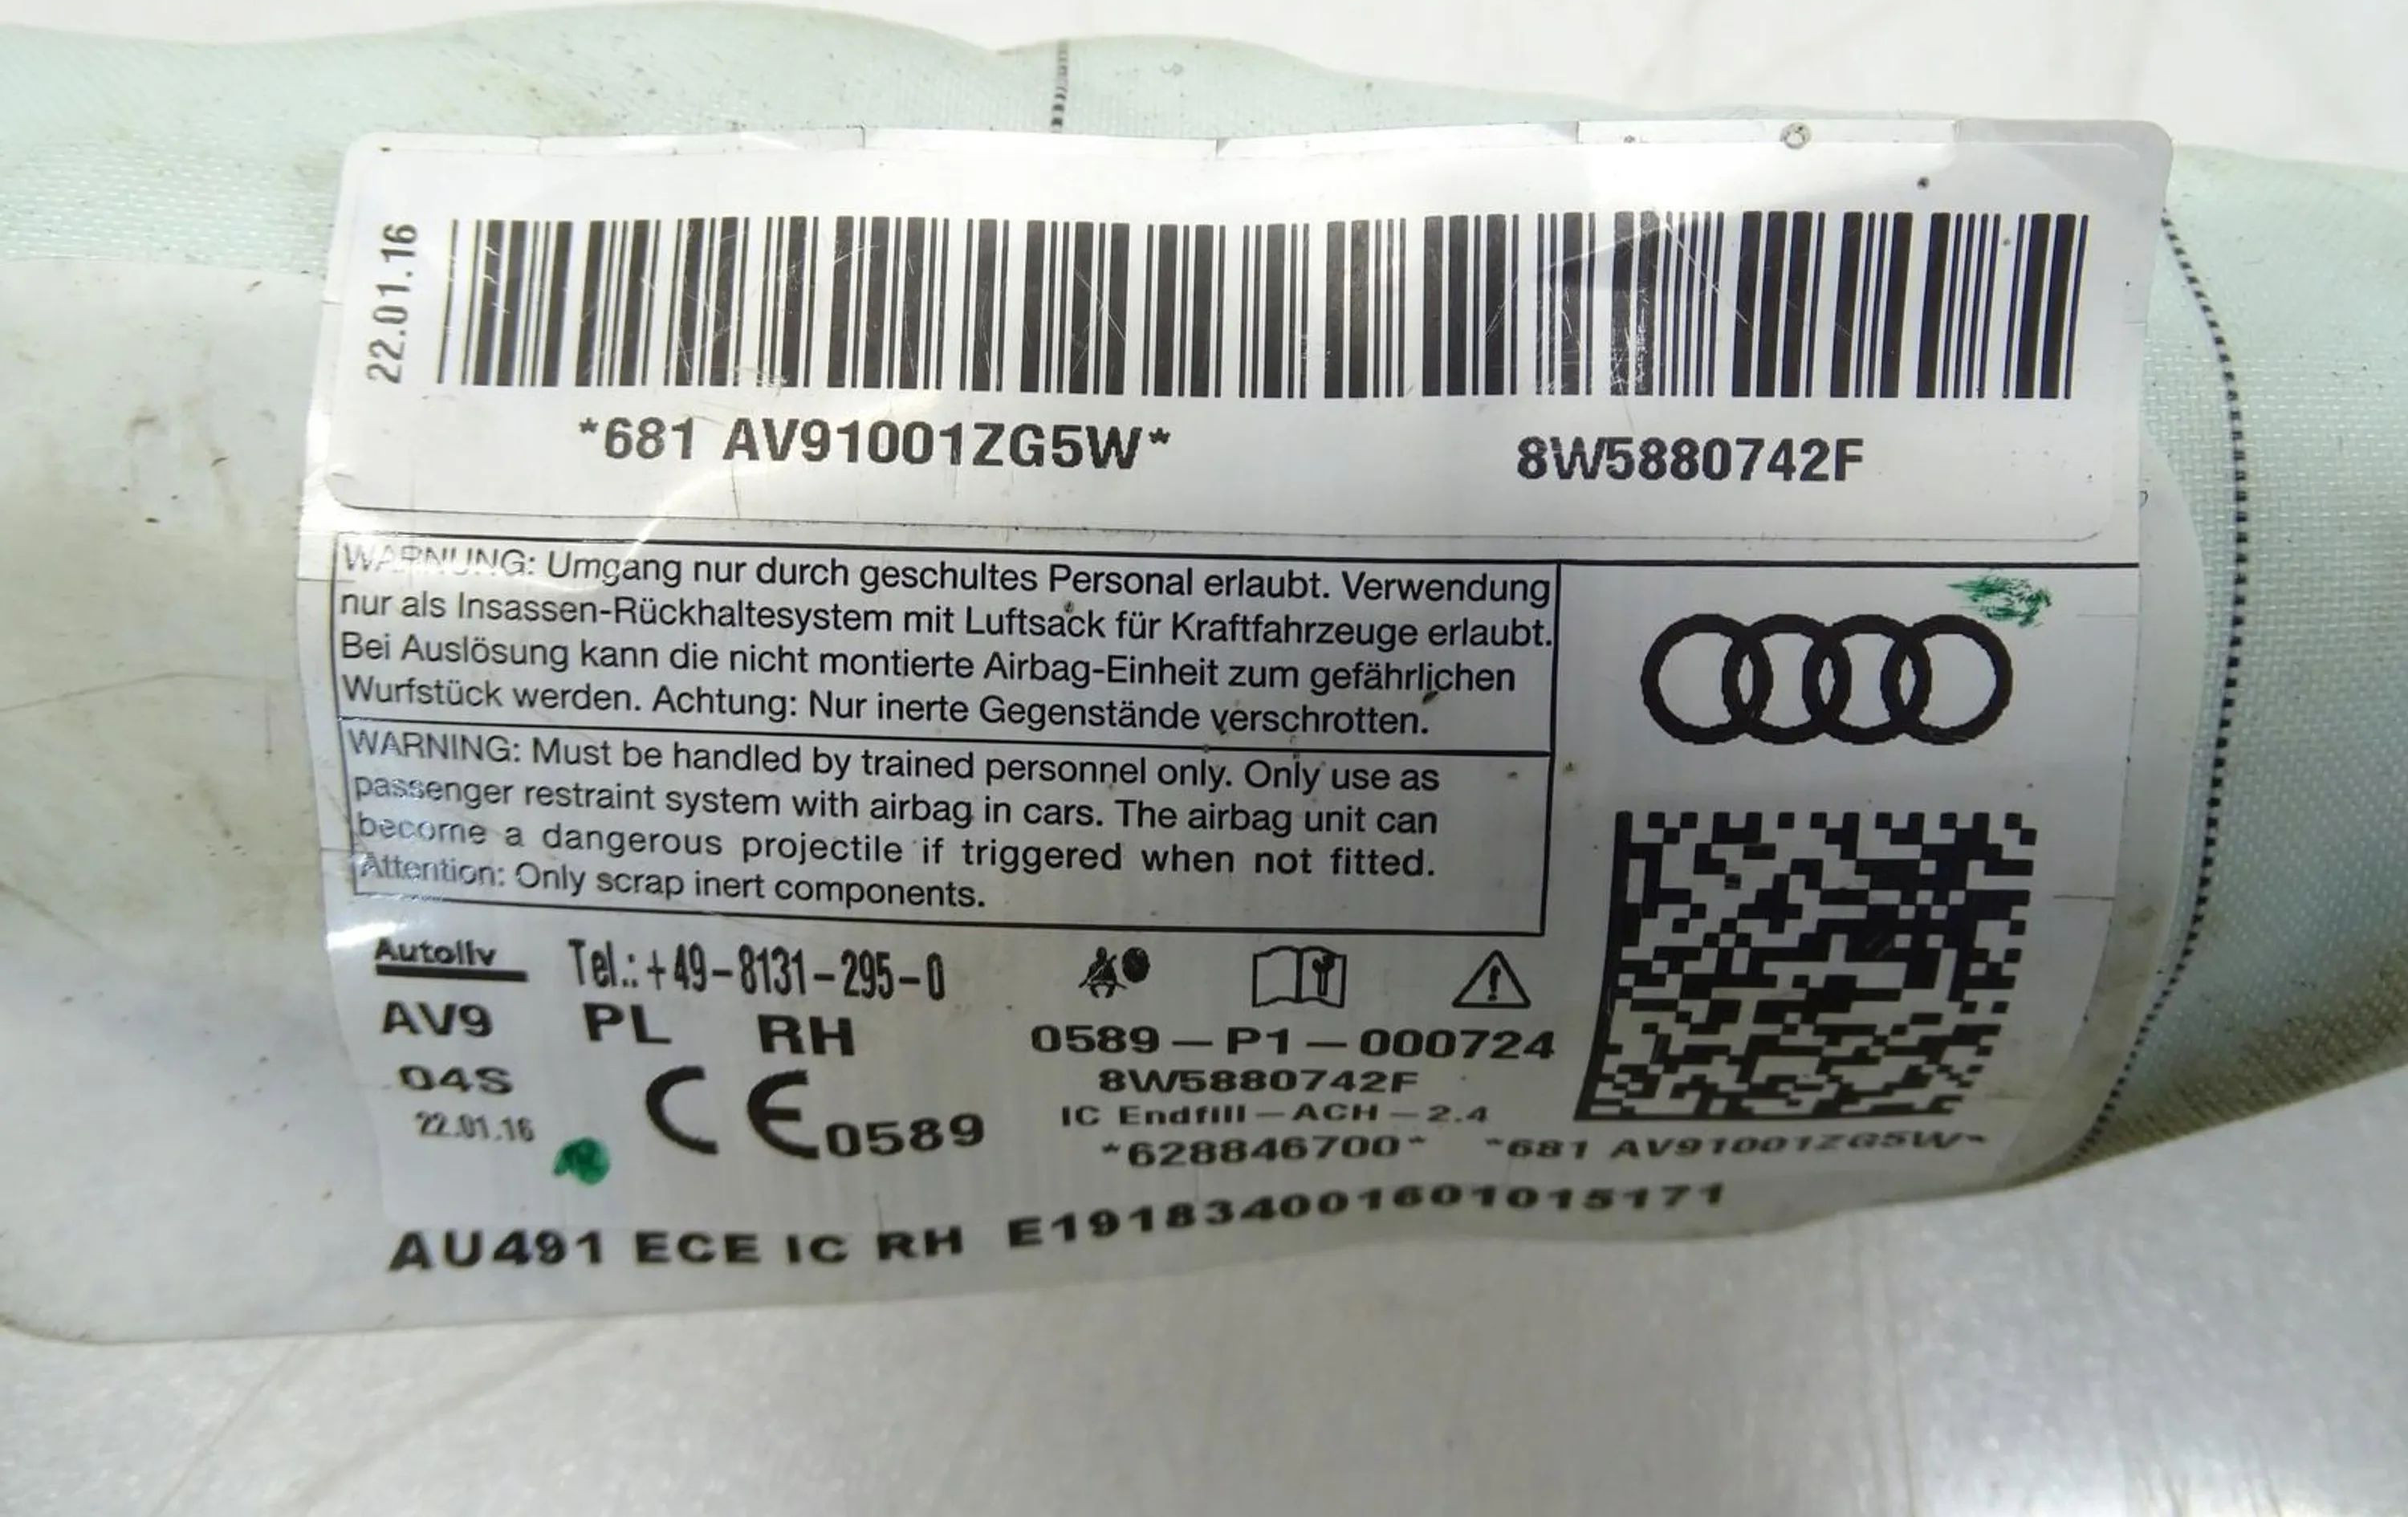 22.01.16
*681 AV91001ZG5W*
8W5880742F
WARNUNG: Umgang nur durch geschultes Personal erlaubt. Verwendung
nur als Insassen-Rückhaltesystem mit Luftsack für Kraftfahrzeuge erlaubt.
Bei Auslösung kann die nicht montierte Airbag-Einheit zum gefährlichen
Wurfstück werden. Achtung: Nur inerte Gegenstände verschrotten.
WARNING: Must be handled by trained personnel only. Only use as
passenger restraint system with airbag in cars. The airbag unit can
become a dangerous projectile if triggered when not fitted.
Attention: Only scrap inert components.
Autoliv Tel.: +49-8131-295-0
AV9 PL RH
04S
22.01.16
CE0589
0589-P1-000724
8W5880742F
IC Endfill-ACH-2.4
*628846700* *681 AV91001ZG5W*
AU491 ECE IC RH E1918340016010151​71